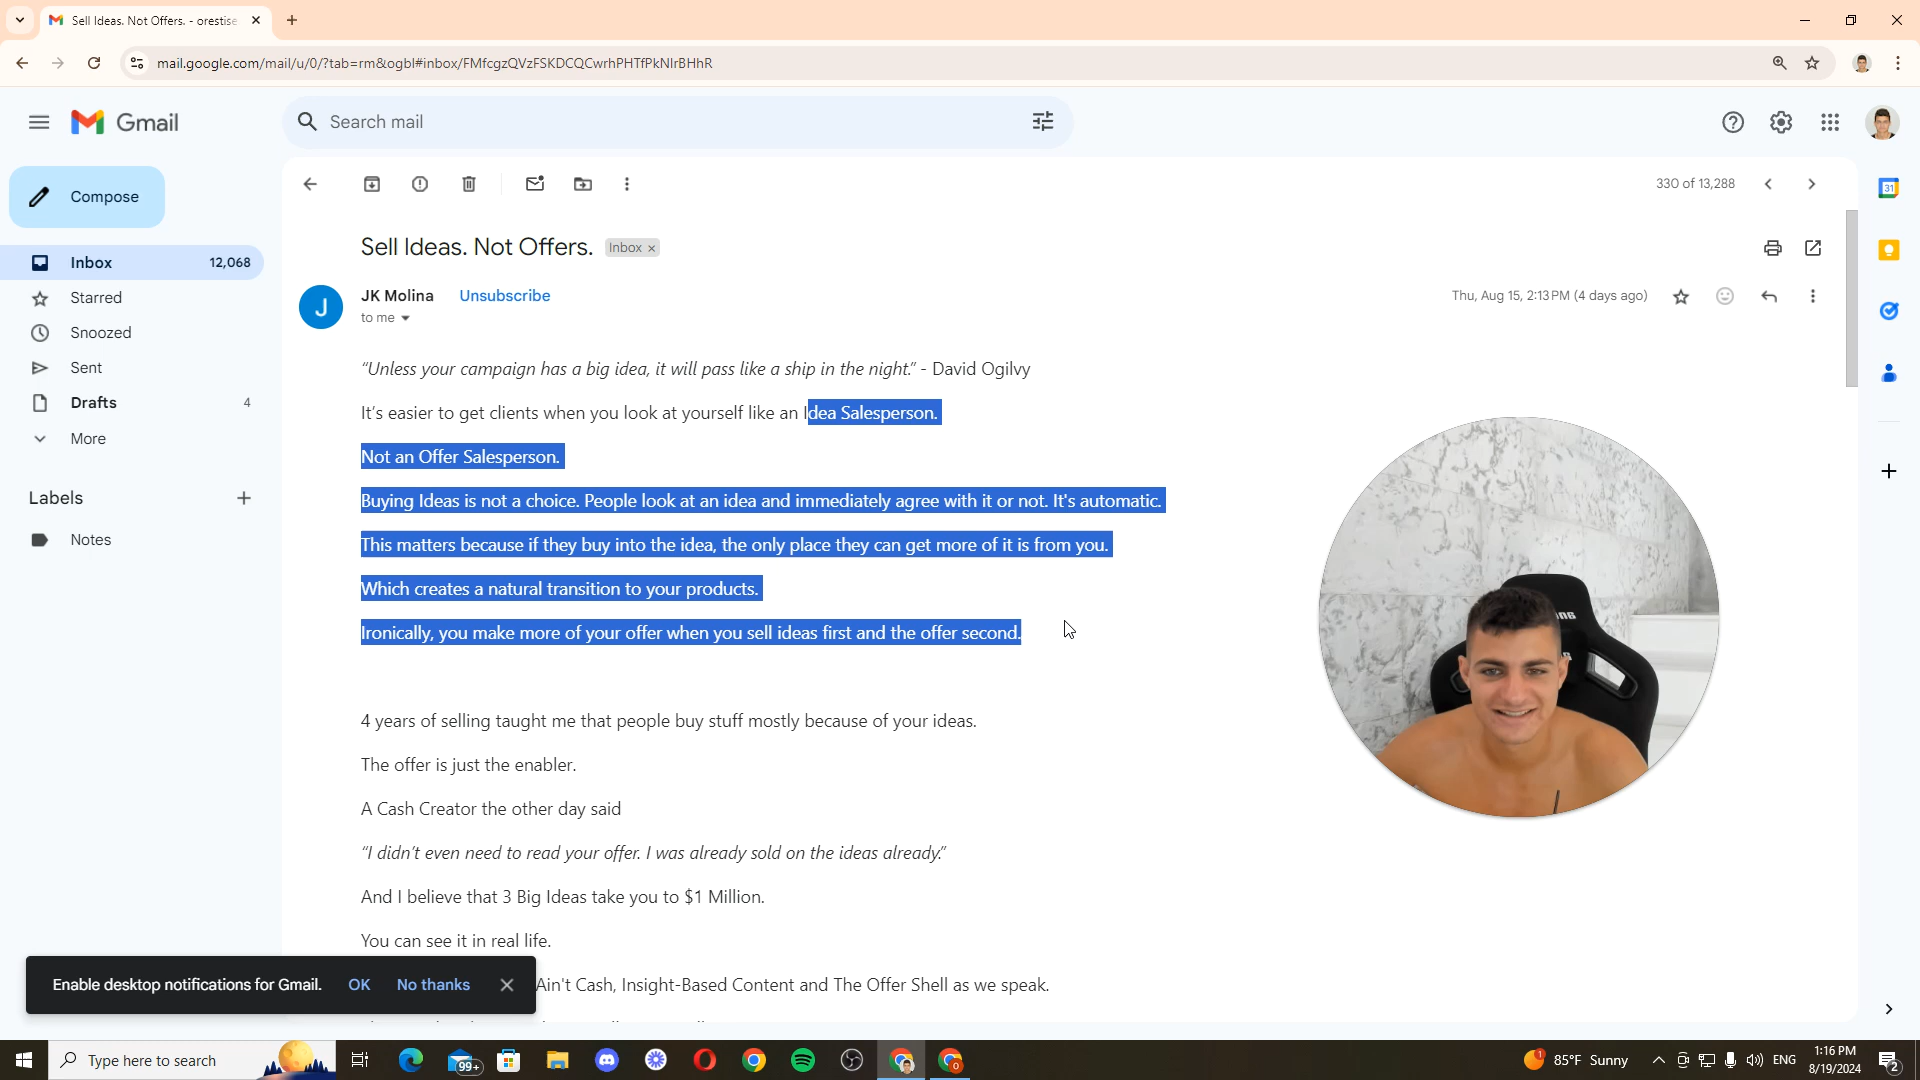 Sell Ideas. Not Offers. - orestise
mail.google.com/mail/u/0/?tab=rm&ogbl#inbox/FMfcgzQVzFSKDCQCwrhPHTfPkNlrBHhR
Gmail
Search mail
Compose
330 of 13,288
31
Sell Ideas. Not Offers. Inbox
Inbox 12,068
Starred
Snoozed
Sent
Drafts 4
More
Labels
Notes
J
JK Molina Unsubscribe
Thu, Aug 15, 2:13 PM (4 days ago)
to me
"Unless your campaign has a big idea, it will pass like a ship in the night." - David Ogilvy
It's easier to get clients when you look at yourself like an Idea Salesperson.
Not an Offer Salesperson.
Buying Ideas is not a choice. People look at an idea and immediately agree with it or not. It's automatic.
This matters because if they buy into the idea, the only place they can get more of it is from you.
Which creates a natural transition to your products.
Ironically, you make more of your offer when you sell ideas first and the offer second.
4 years of selling taught me that people buy stuff mostly because of your ideas.
The offer is just the enabler.
A Cash Creator the other day said
"I didn't even need to read your offer. I was already sold on the ideas already."
And I believe that 3 Big Ideas take you to $1 Million.
You can see it in real life.
Ain't Cash, Insight-Based Content and The Offer Shell as we speak.
Enable desktop notifications for Gmail. OK No thanks
Type here to search
99+
1
85°F Sunny
ENG
1:16 PM
8/19/2024
2